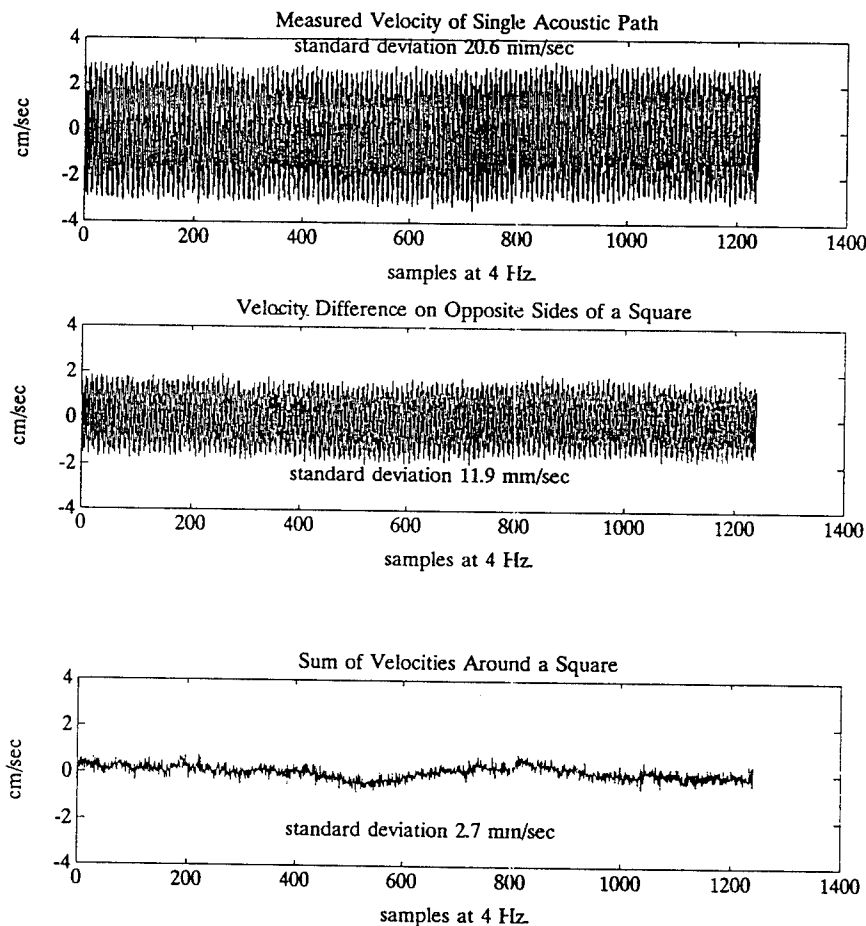 Measured Velocity of Single Acoustic Path
standard deviation 20.6 mm/sec
4
2
0
-2
-4
cm/sec
0 200 400 600 800 1000 1200 1400
samples at 4 Hz.
Velocity Difference on Opposite Sides of a Square
4
2
0
-2
-4
cm/sec
standard deviation 11.9 mm/sec
0 200 400 600 800 1000 1200 1400
samples at 4 Hz.
Sum of Velocities Around a Square
4
2
0
-2
-4
cm/sec
standard deviation 2.7 mm/sec
0 200 400 600 800 1000 1200 1400
samples at 4 Hz.